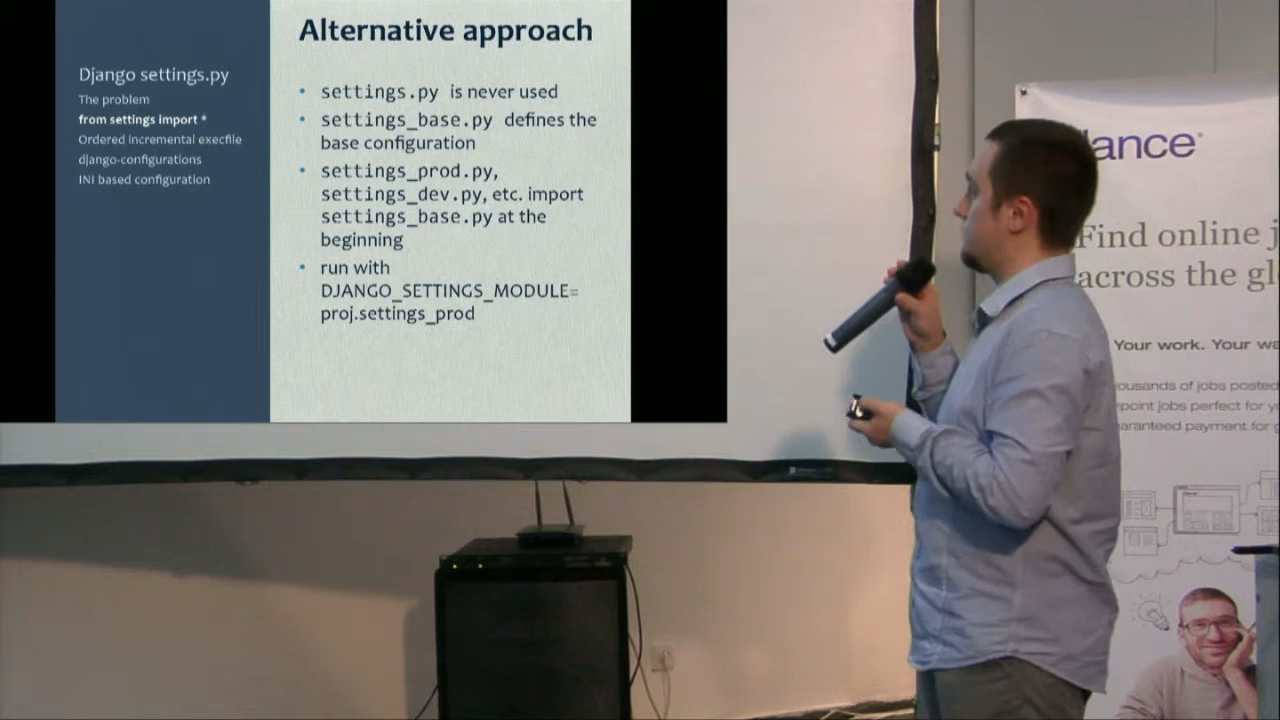 Alternative approach
Django settings.py
The problem
from settings import *
Ordered incremental execfile
django-configurations
INI based configuration
• settings.py is never used
• settings_base.py defines the
base configuration
• settings_prod.py,
settings_dev.py, etc. import
settings_base.py at the
beginning
• run with
DJANGO_SETTINGS_MODULE=
proj.settings_prod
ance
Find online j
across the gl
Your work. Your wa
ousands of jobs posted
point jobs perfect for y
aranteed payment for